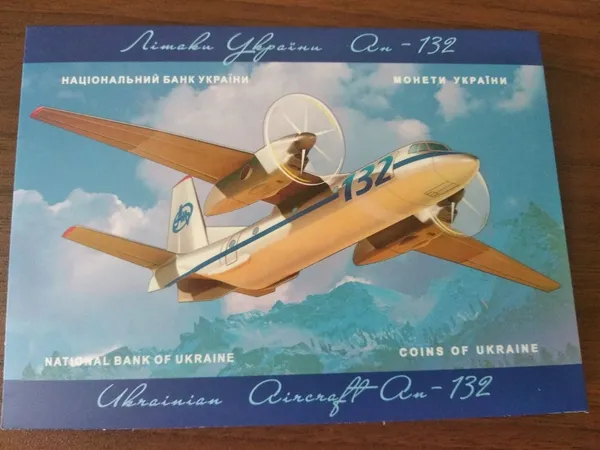 Літаки України Ан-132
НАЦІОНАЛЬНИЙ БАНК УКРАЇНИ
МОНЕТИ УКРАЇНИ
132
NATIONAL BANK OF UKRAINE
COINS OF UKRAINE
Ukrainian Aircraft An-132